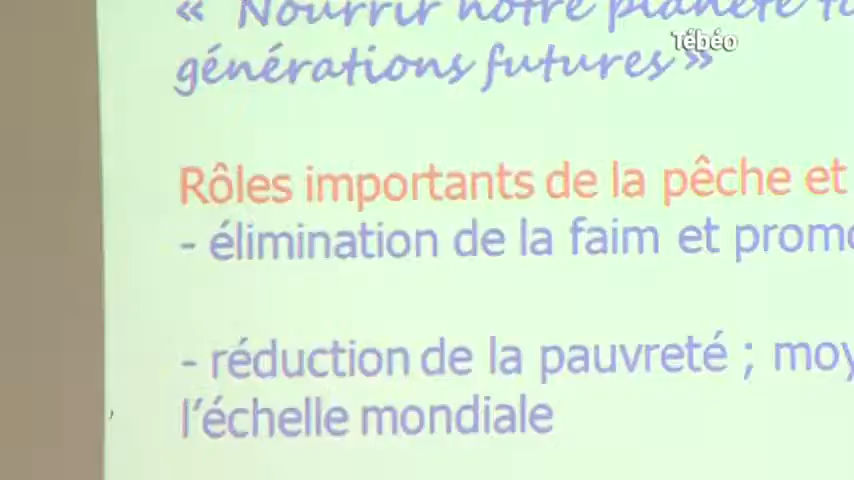 « Nourrir notre planète
Tébéo
générations futures »
Rôles importants de la pêche et
- élimination de la faim et promo
- réduction de la pauvreté ; moy
l'échelle mondiale